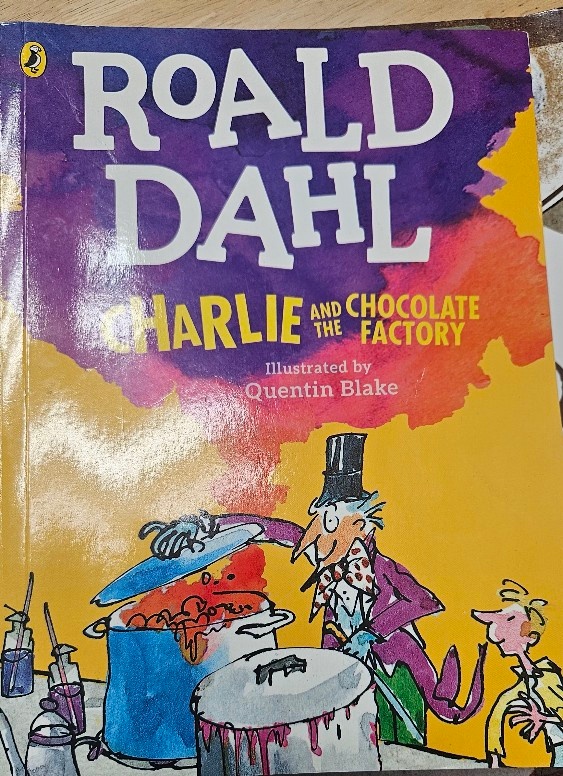 ROALD
DAHL
CHARLIE AND THE CHOCOLATE FACTORY
Illustrated by
Quentin Blake